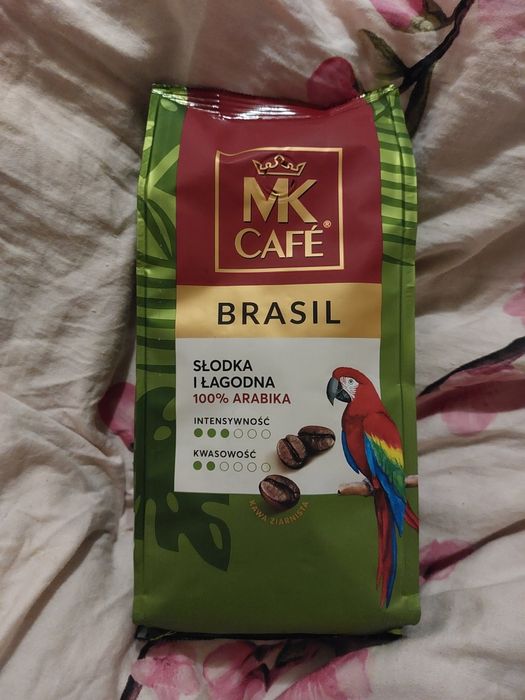 MK
CAFÉ®
BRASIL
SŁODKA
I ŁAGODNA
100% ARABIKA
INTENSYWNOŚĆ
KWASOWOŚĆ
KAWA ZIARNISTA